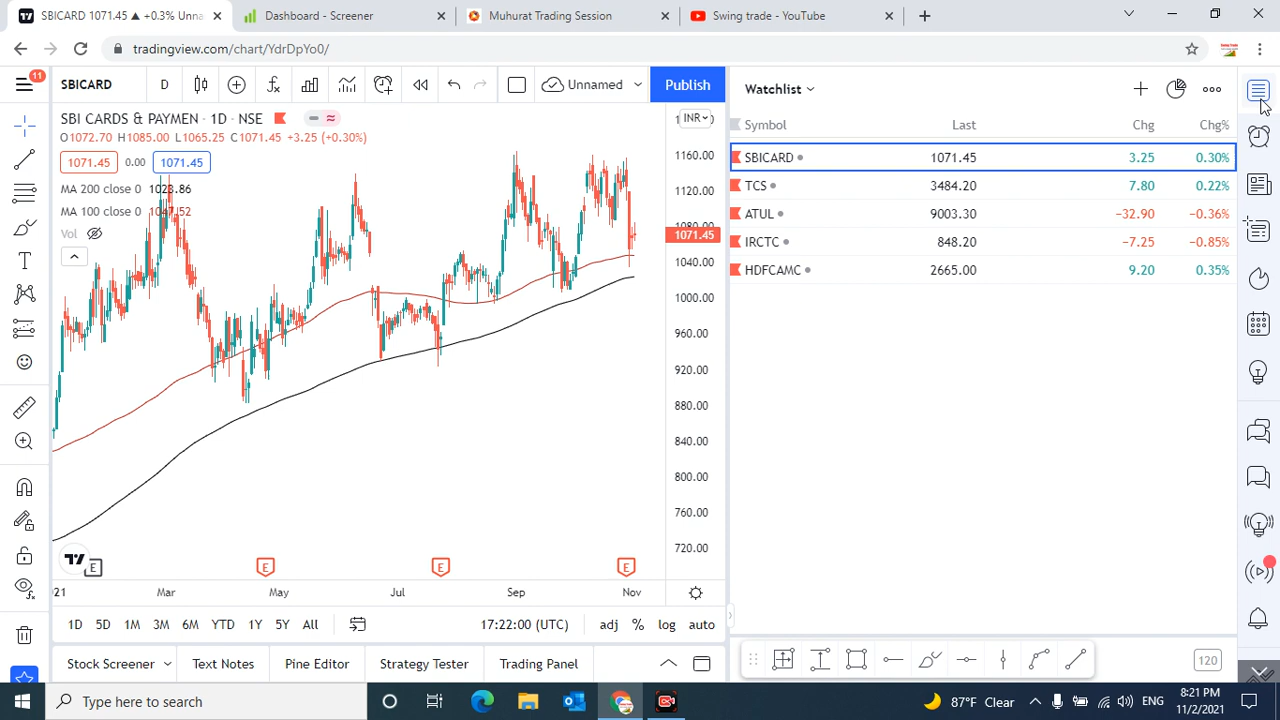 SBICARD 1071.45 ▲ +0.3% Unna
Dashboard - Screener
Muhurat Trading Session
Swing trade - YouTube
tradingview.com/chart/YdrDpYo0/
11
SBICARD
D
Unnamed
Publish
Watchlist
SBI CARDS & PAYMEN · 1D · NSE
O1072.70 H1085.00 L1065.25 C1071.45 +3.25 (+0.30%)
1071.45 0.00 1071.45
MA 200 close 0 1023.86
MA 100 close 0 1047.52
Vol
INR
1160.00
1120.00
1080.00
1071.45
1040.00
1000.00
960.00
920.00
880.00
840.00
800.00
760.00
720.00
Symbol Last Chg Chg%
SBICARD 1071.45 3.25 0.30%
TCS 3484.20 7.80 0.22%
ATUL 9003.30 −32.90 −0.36%
IRCTC 848.20 −7.25 −0.85%
HDFCAMC 2665.00 9.20 0.35%
E E E E
21 Mar May Jul Sep Nov
1D 5D 1M 3M 6M YTD 1Y 5Y All
17:22:00 (UTC) adj % log auto
Stock Screener Text Notes Pine Editor Strategy Tester Trading Panel
120
Type here to search
87°F Clear
ENG
8:21 PM
11/2/2021